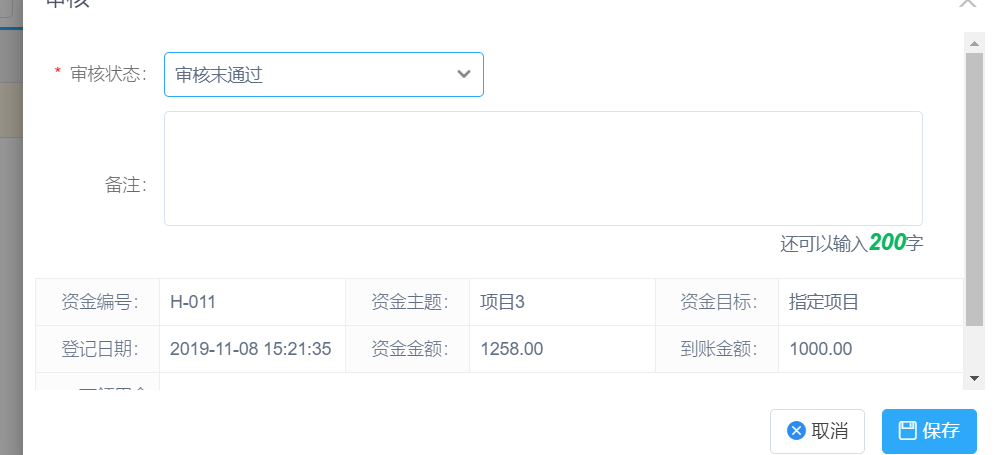 审核
* 审核状态：
审核未通过
备注：
还可以输入200字
资金编号： H-011 资金主题： 项目3 资金目标： 指定项目
登记日期： 2019-11-08 15:21:35 资金金额： 1258.00 到账金额： 1000.00
取消 保存